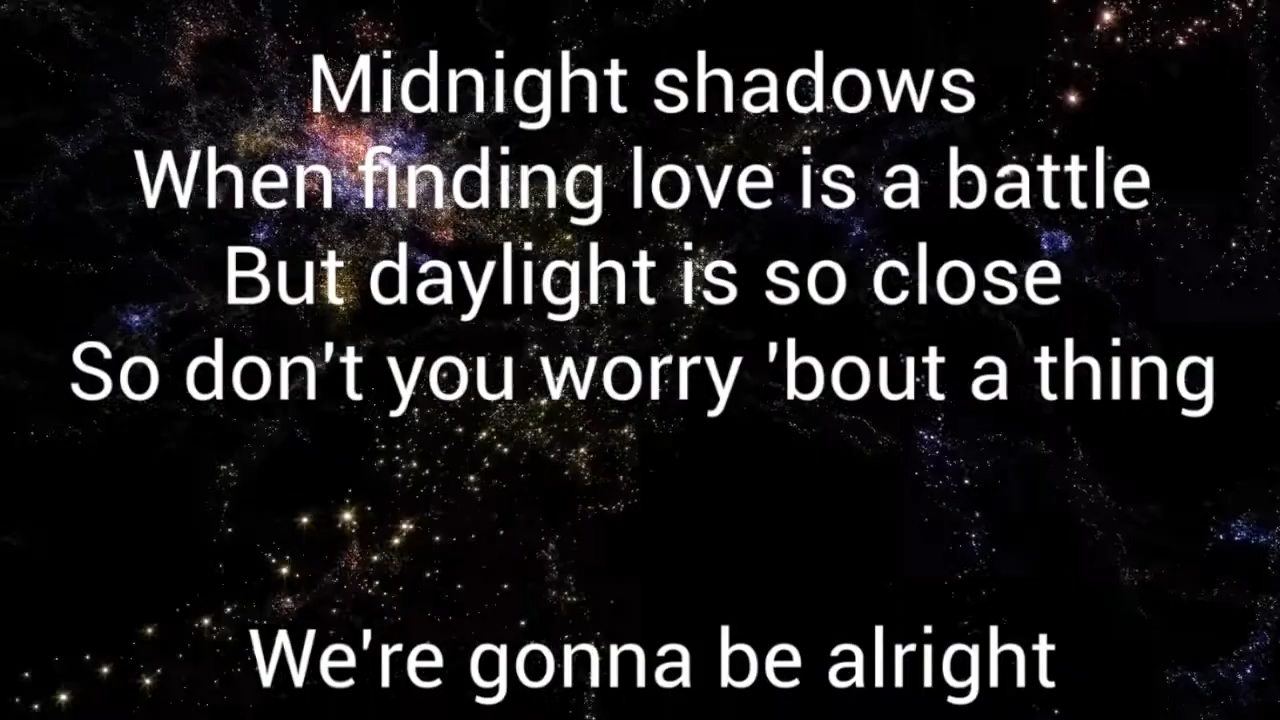 Midnight shadows
When finding love is a battle
But daylight is so close
So don't you worry 'bout a thing
We're gonna be alright